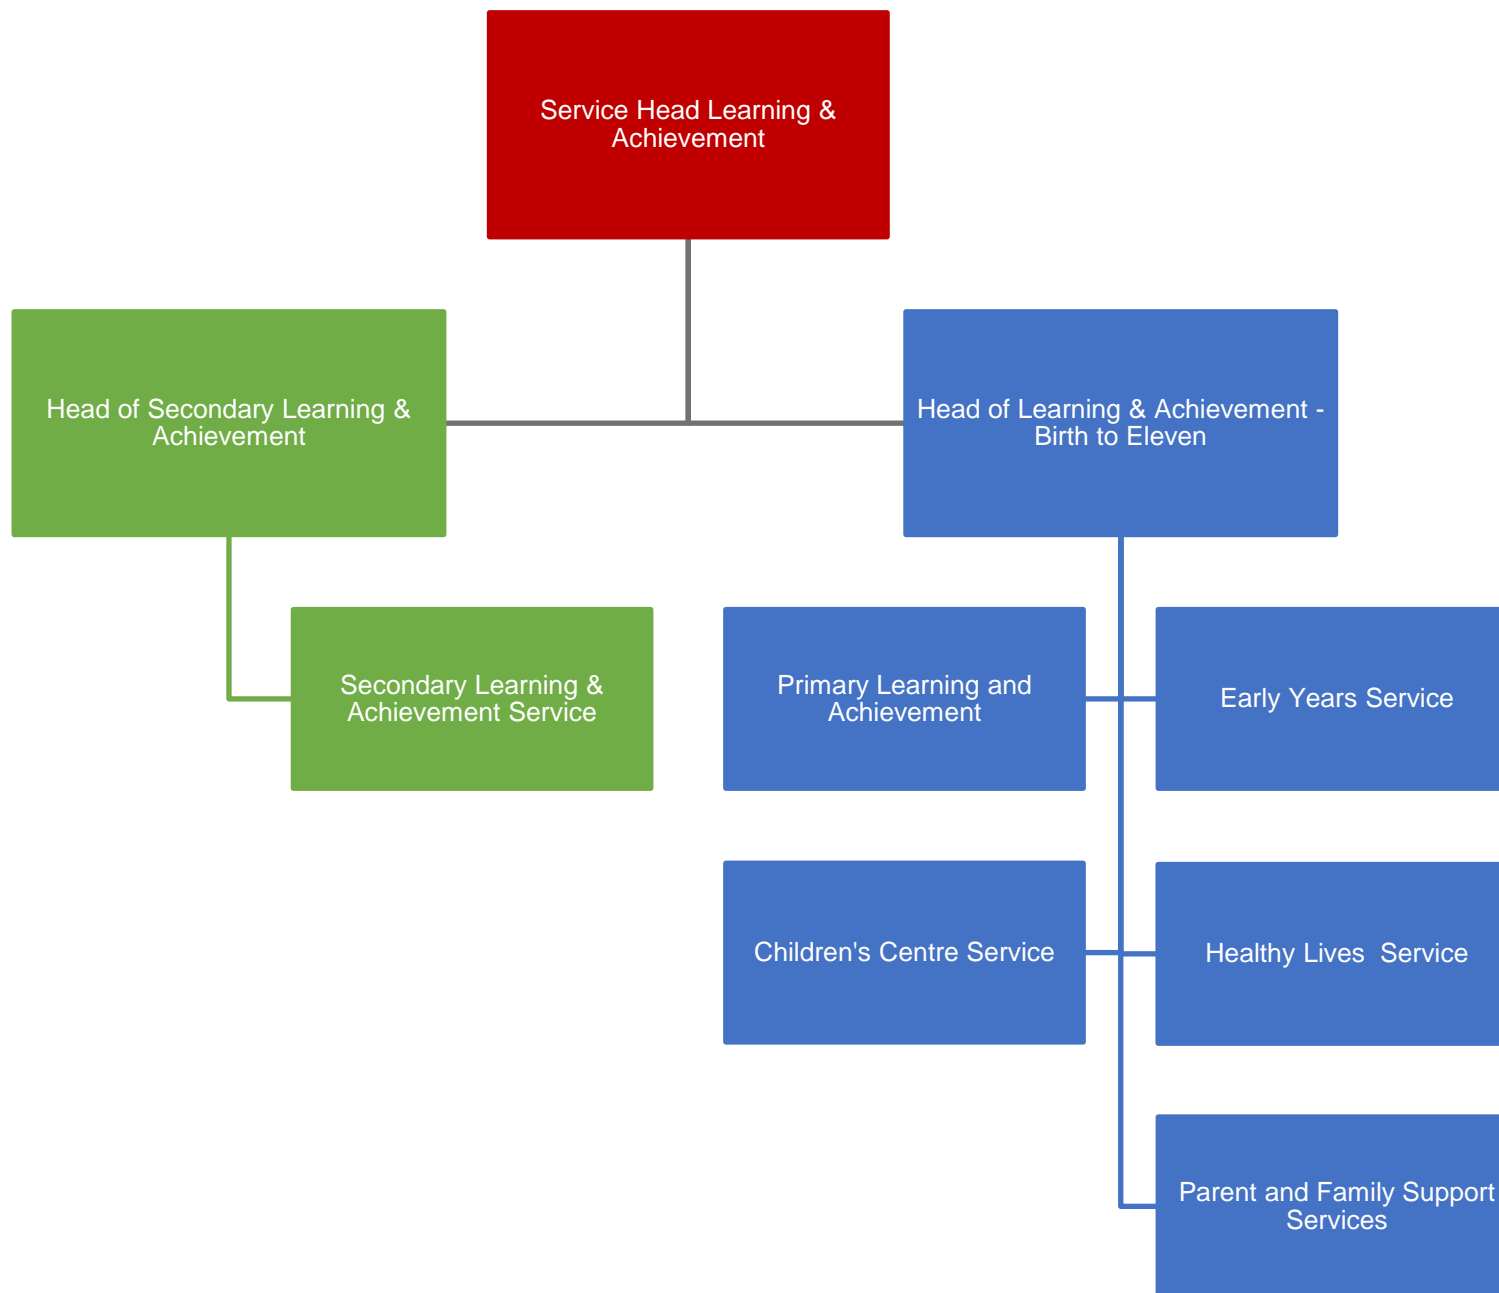 Service Head Learning &
Achievement
Head of Secondary Learning &
Achievement
Head of Learning & Achievement -
Birth to Eleven
Secondary Learning &
Achievement Service
Primary Learning and
Achievement
Early Years Service
Children's Centre Service
Healthy Lives  Service
Parent and Family Support
Services